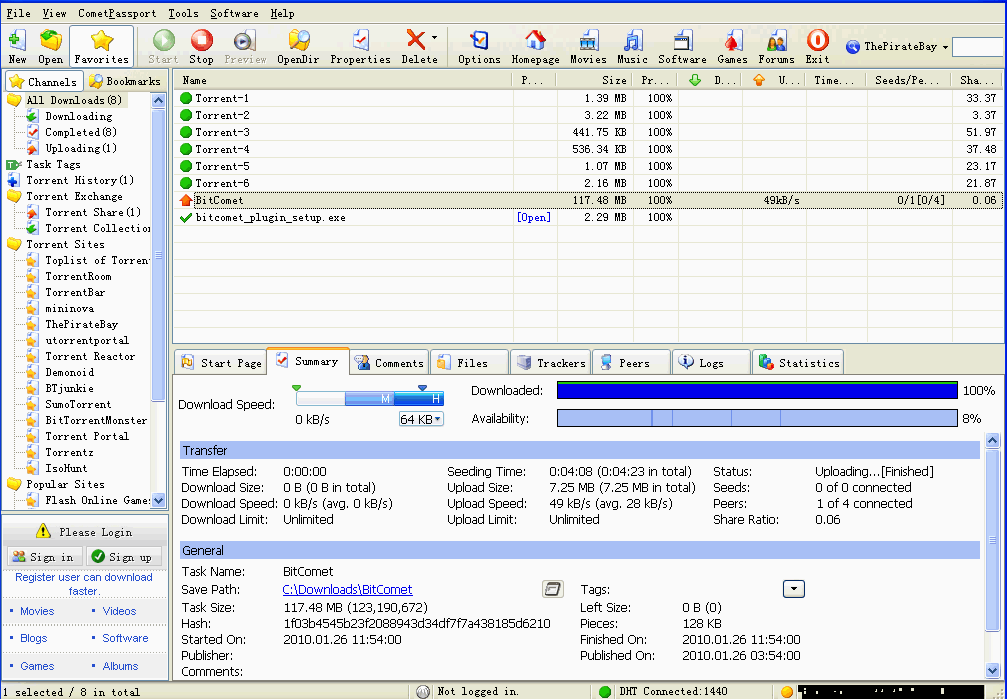 File View CometPassport Tools Software Help
New Open Favorites Start Stop Preview OpenDir Properties Delete Options Homepage Movies Music Software Games Forums Exit ThePirateBay
Channels Bookmarks
All Downloads(8)
Downloading
Completed(8)
Uploading(1)
Task Tags
Torrent History(1)
Torrent Exchange
Torrent Share(1)
Torrent Collection
Torrent Sites
Toplist of Torren
TorrentRoom
TorrentBar
mininova
ThePirateBay
utorrentportal
Torrent Reactor
Demonoid
BTjunkie
SumoTorrent
BitTorrentMonster
Torrent Portal
Torrentz
IsoHunt
Popular Sites
Flash Online Game
Please Login
Sign in Sign up
Register user can download
faster.
• Movies • Videos
• Blogs • Software
• Games • Albums
Name P... Size Pr... D... U... Time... Seeds/Pe... Sha...
Torrent-1 1.39 MB 100% 33.37
Torrent-2 3.22 MB 100% 3.37
Torrent-3 441.75 KB 100% 51.97
Torrent-4 536.34 KB 100% 37.48
Torrent-5 1.07 MB 100% 23.17
Torrent-6 2.16 MB 100% 21.87
BitComet 117.48 MB 100% 49kB/s 0/1[0/4] 0.06
bitcomet_plugin_setup.exe [Open] 2.29 MB 100%
Start Page Summary Comments Files Trackers Peers Logs Statistics
Download Speed: M H
0 kB/s 64 KB
Downloaded: 100%
Availability: 8%
Transfer
Time Elapsed: 0:00:00 Seeding Time: 0:04:08 (0:04:23 in total) Status: Uploading...[Finished]
Download Size: 0 B (0 B in total) Upload Size: 7.25 MB (7.25 MB in total) Seeds: 0 of 0 connected
Download Speed: 0 kB/s (avg. 0 kB/s) Upload Speed: 49 kB/s (avg. 28 kB/s) Peers: 1 of 4 connected
Download Limit: Unlimited Upload Limit: Unlimited Share Ratio: 0.06
General
Task Name: BitComet
Save Path: C:\Downloads\BitComet Tags:
Task Size: 117.48 MB (123,190,672) Left Size: 0 B (0)
Hash: 1f03b4545b23f2088943d34df7f7a438185d6210 Pieces: 128 KB
Started On: 2010.01.26 11:54:00 Finished On: 2010.01.26 11:54:00
Publisher: Published On: 2010.01.26 03:54:00
Comments:
1 selected / 8 in total Not logged in. DHT Connected:1440